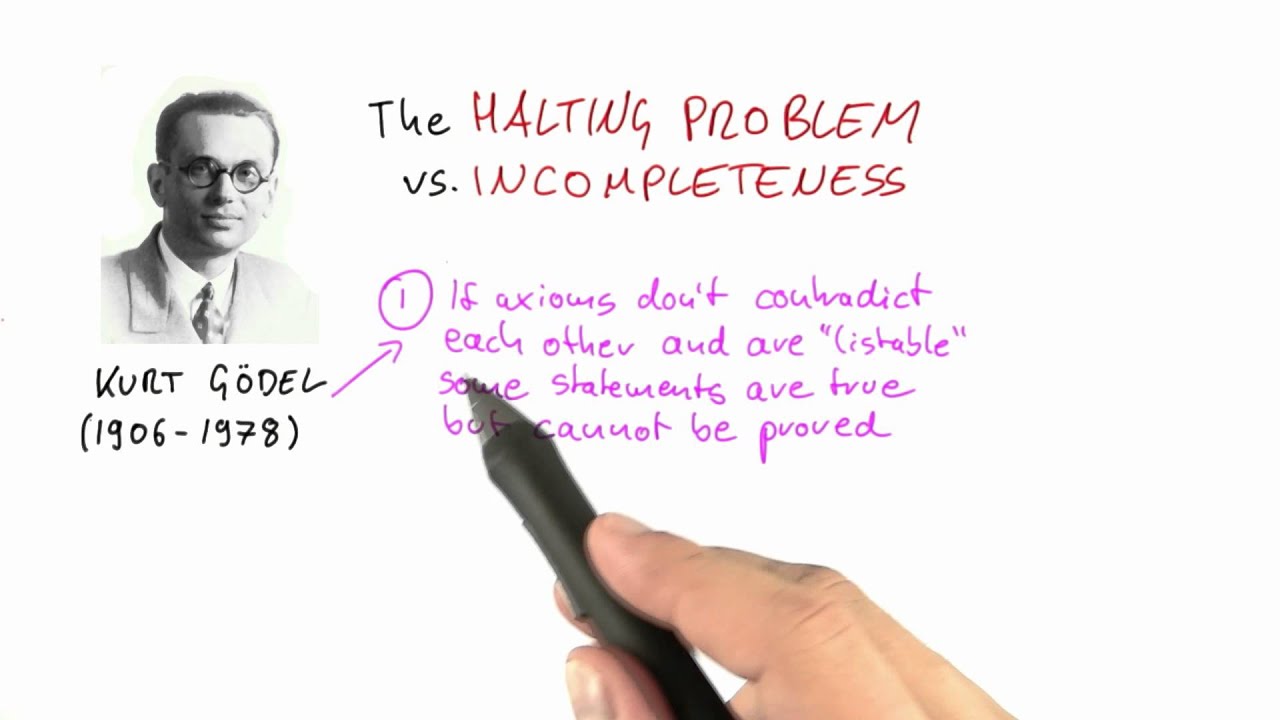 The HALTING PROBLEM
vs. INCOMPLETENESS
KURT GÖDEL
(1906-1978)
1 If axioms don't contradict
each other and are "listable"
some statements are true
but cannot be proved